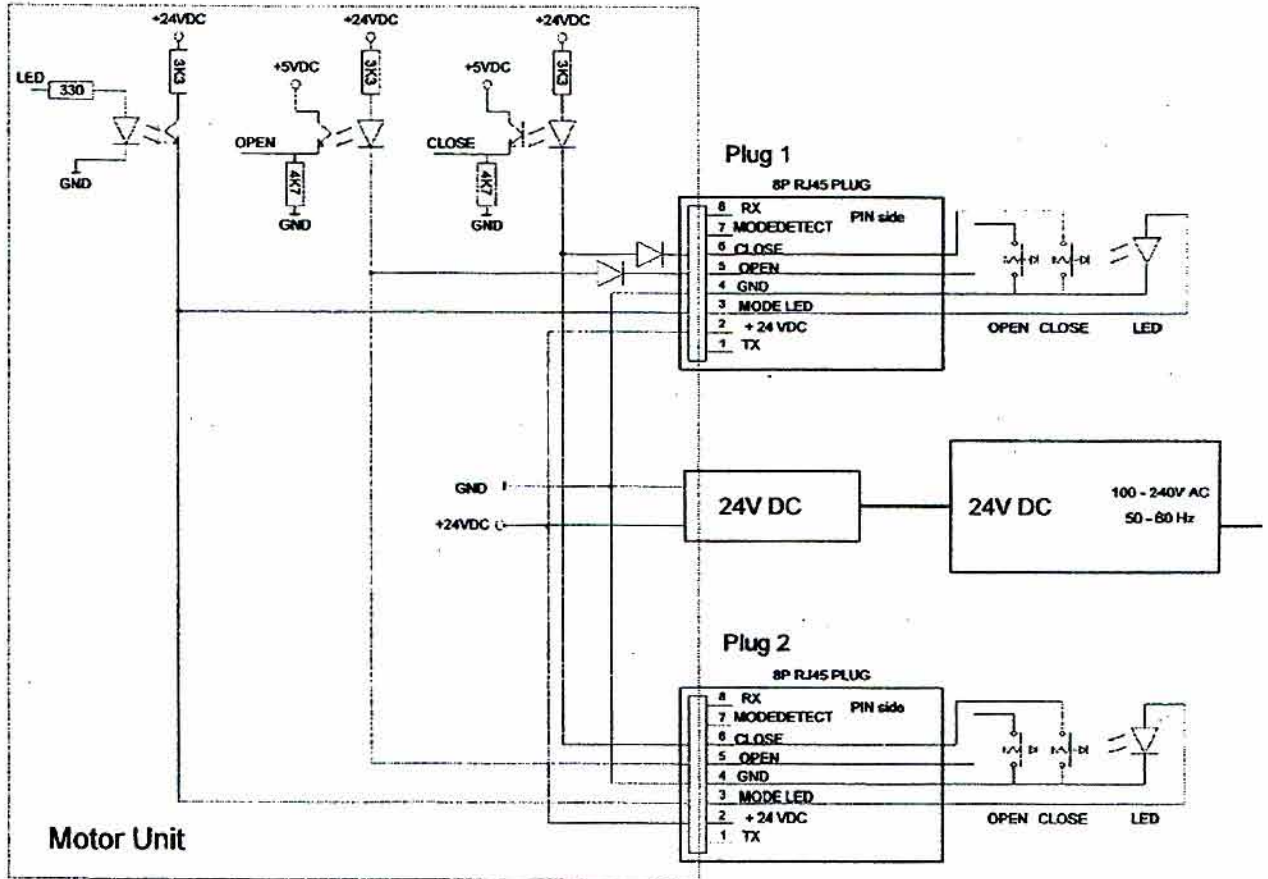 +24VDC +24VDC +24VDC
3K3 3K3 3K3
+5VDC +5VDC
LED 330
OPEN CLOSE
GND 4K7 4K7
GND GND
Plug 1
8P RJ45 PLUG
8 RX PIN side
7 MODEDETECT
6 CLOSE
5 OPEN
4 GND
3 MODE LED
2 + 24 VDC
1 TX
OPEN CLOSE LED
GND
+24VDC
24V DC
24V DC
100 - 240V AC
50 - 60 Hz
Plug 2
8P RJ45 PLUG
8 RX PIN side
7 MODEDETECT
6 CLOSE
5 OPEN
4 GND
3 MODE LED
2 + 24 VDC
1 TX
OPEN CLOSE LED
Motor Unit